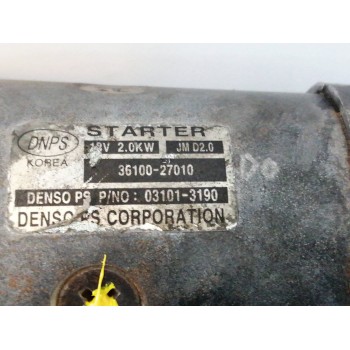 STARTER
DNPS
KOREA
12V 2.0KW JM D2.0
36100-27010
DENSO PS P/NO : 03101-3190
DENSO PS CORPORATION
DO